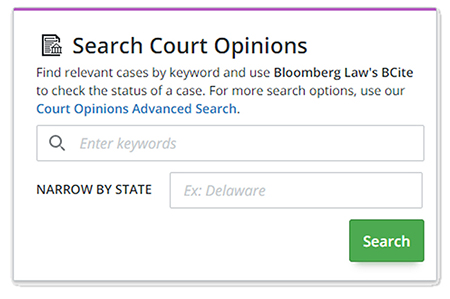 Search Court Opinions
Find relevant cases by keyword and use Bloomberg Law's BCite
to check the status of a case. For more search options, use our
Court Opinions Advanced Search.
Enter keywords
NARROW BY STATE Ex: Delaware
Search